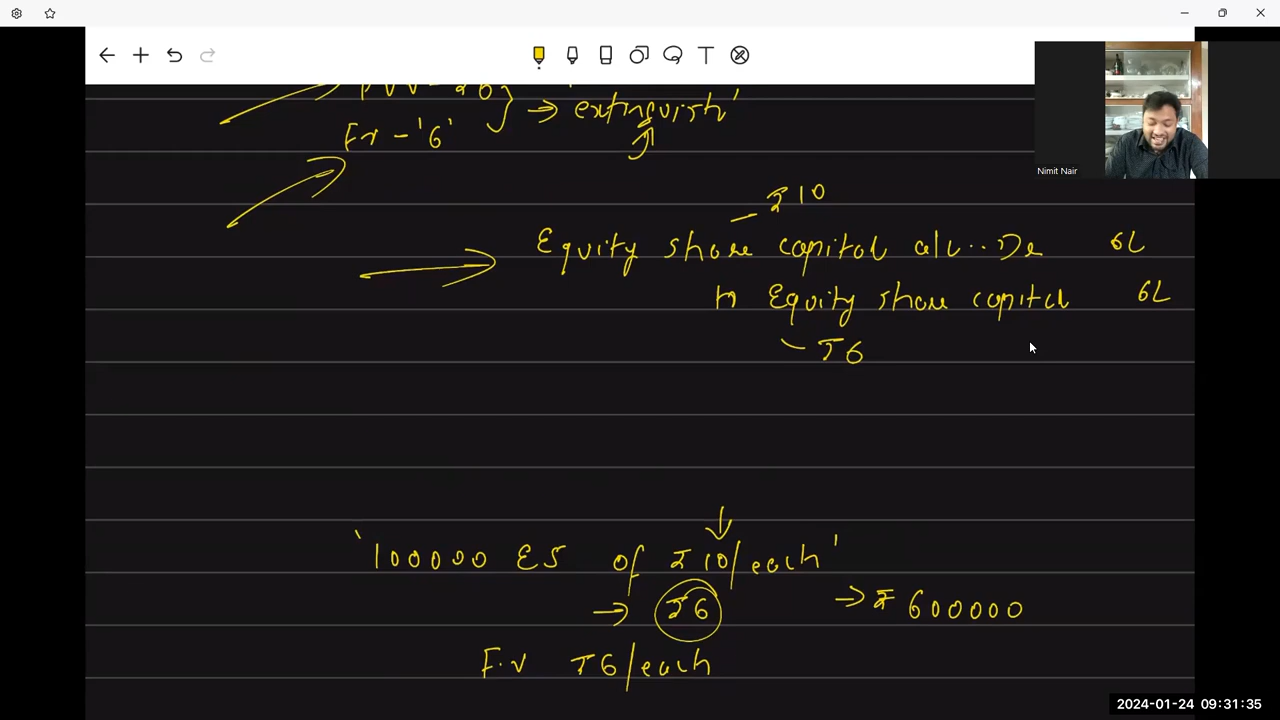 Nimit Nair
extinguish'
Fv - '6'
₹10
Equity share capital a/c.. Dr 6L
to Equity share capital 6L
- ₹6
'100000 ES of ₹10/each'
→ ₹6 → ₹600000
F.v ₹6/each
2024-01-24 09:31:35